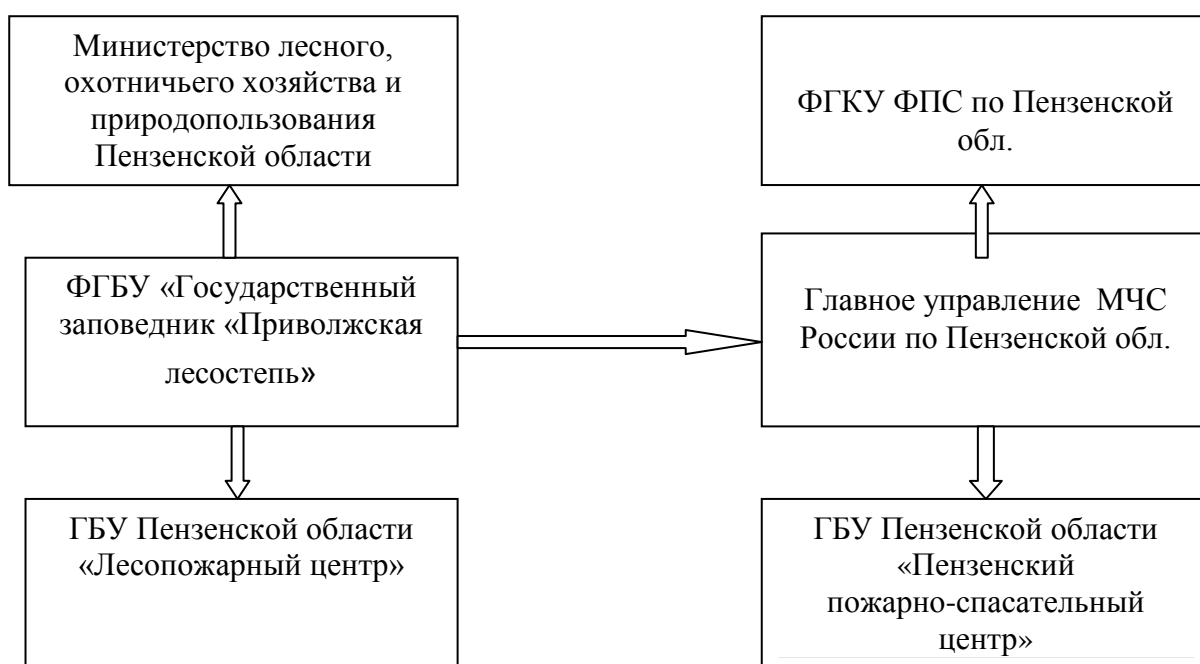 Министерство лесного,
охотничьего хозяйства и
природопользования
Пензенской области
ФГКУ ФПС по Пензенской
обл.
ФГБУ «Государственный
заповедник «Приволжская
лесостепь»
Главное управление МЧС
России по Пензенской обл.
ГБУ Пензенской области
«Лесопожарный центр»
ГБУ Пензенской области
«Пензенский
пожарно-спасательный
центр»